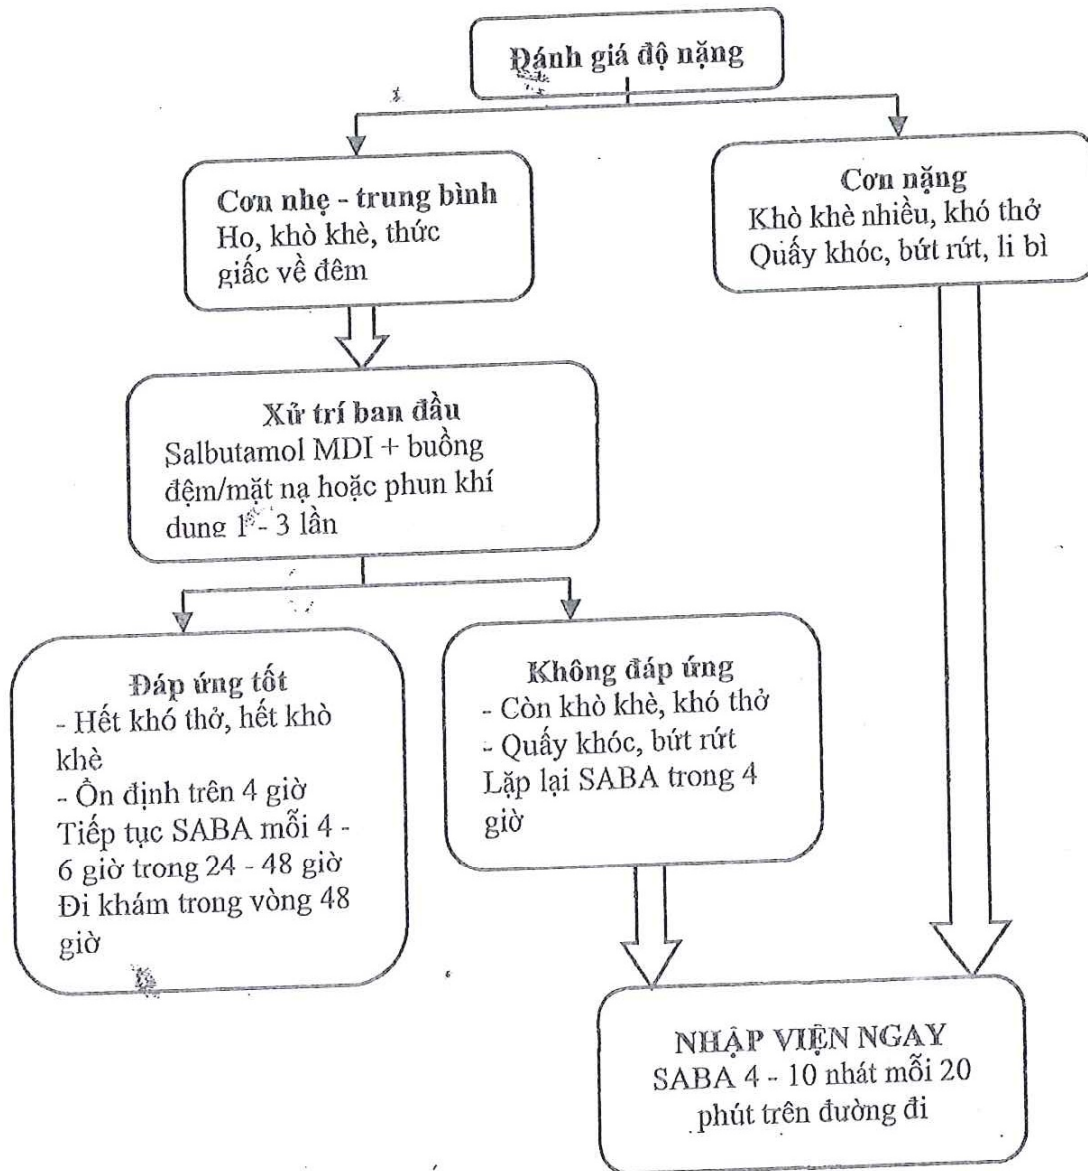 Đánh giá độ nặng
Cơn nhẹ - trung bình
Ho, khò khè, thức
giấc về đêm
Cơn nặng
Khò khè nhiều, khó thở
Quấy khóc, bứt rứt, li bì
Xử trí ban đầu
Salbutamol MDI + buồng
đệm/mặt nạ hoặc phun khí
dung 1 - 3 lần
Đáp ứng tốt
- Hết khó thở, hết khò
khè
- Ổn định trên 4 giờ
Tiếp tục SABA mỗi 4 -
6 giờ trong 24 - 48 giờ
Đi khám trong vòng 48
giờ
Không đáp ứng
- Còn khò khè, khó thở
- Quấy khóc, bứt rứt
Lặp lại SABA trong 4
giờ
NHẬP VIỆN NGAY
SABA 4 - 10 nhát mỗi 20
phút trên đường đi